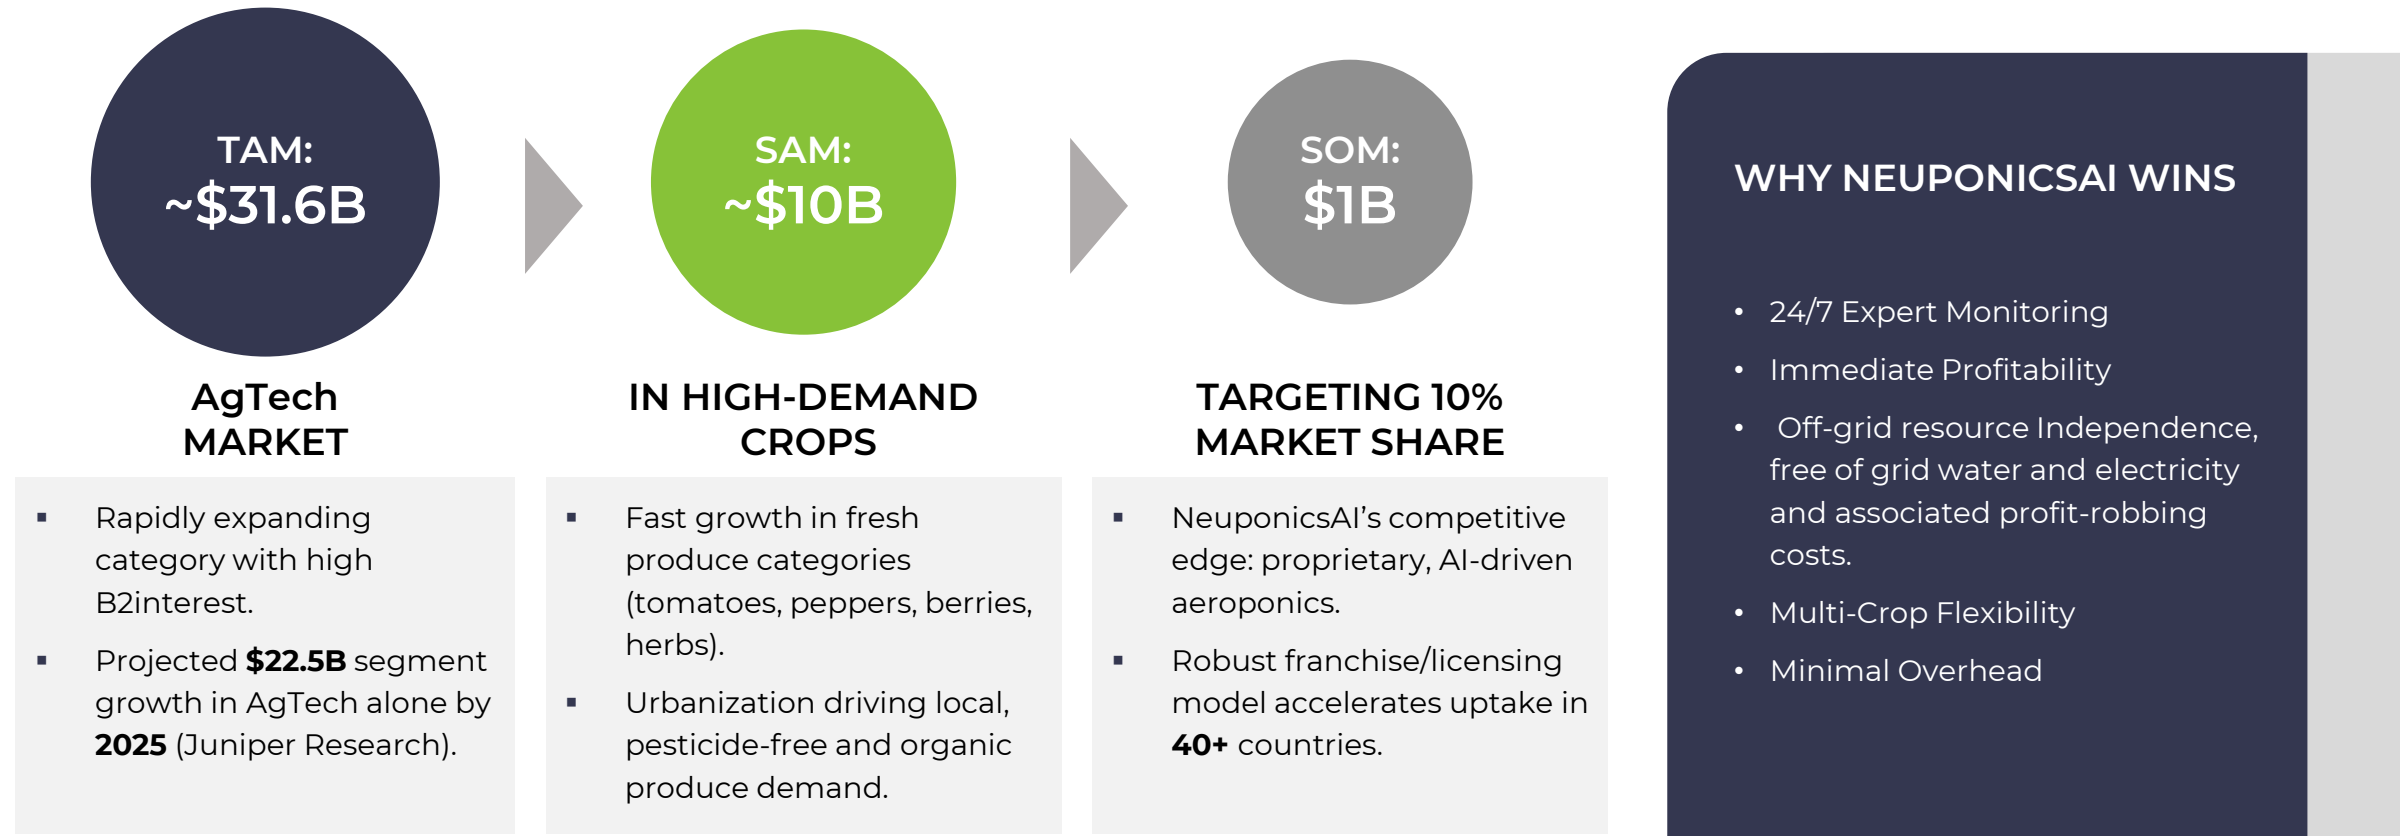 TAM:
~$31.6B
AgTech
MARKET
▪ Rapidly expanding
category with high
B2interest.
▪ Projected $22.5B segment
growth in AgTech alone by
2025 (Juniper Research).
SAM:
~$10B
IN HIGH-DEMAND
CROPS
▪ Fast growth in fresh
produce categories
(tomatoes, peppers, berries,
herbs).
▪ Urbanization driving local,
pesticide-free and organic
produce demand.
SOM:
$1B
TARGETING 10%
MARKET SHARE
▪ NeuponicsAI’s competitive
edge: proprietary, AI-driven
aeroponics.
▪ Robust franchise/licensing
model accelerates uptake in
40+ countries.
WHY NEUPONICSAI WINS
• 24/7 Expert Monitoring
• Immediate Profitability
• Off-grid resource Independence,
free of grid water and electricity
and associated profit-robbing
costs.
• Multi-Crop Flexibility
• Minimal Overhead